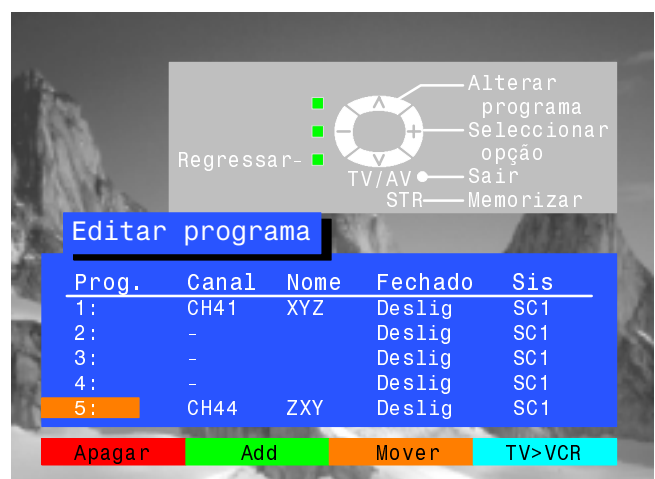 Alterar
programa
Seleccionar
opção
Regressar
TV/AV Sair
STR Memorizar
Editar programa
Prog. Canal Nome Fechado Sis
1: CH41 XYZ Deslig SC1
2: - Deslig SC1
3: - Deslig SC1
4: - Deslig SC1
5: CH44 ZXY Deslig SC1
Apagar Add Mover TV>VCR